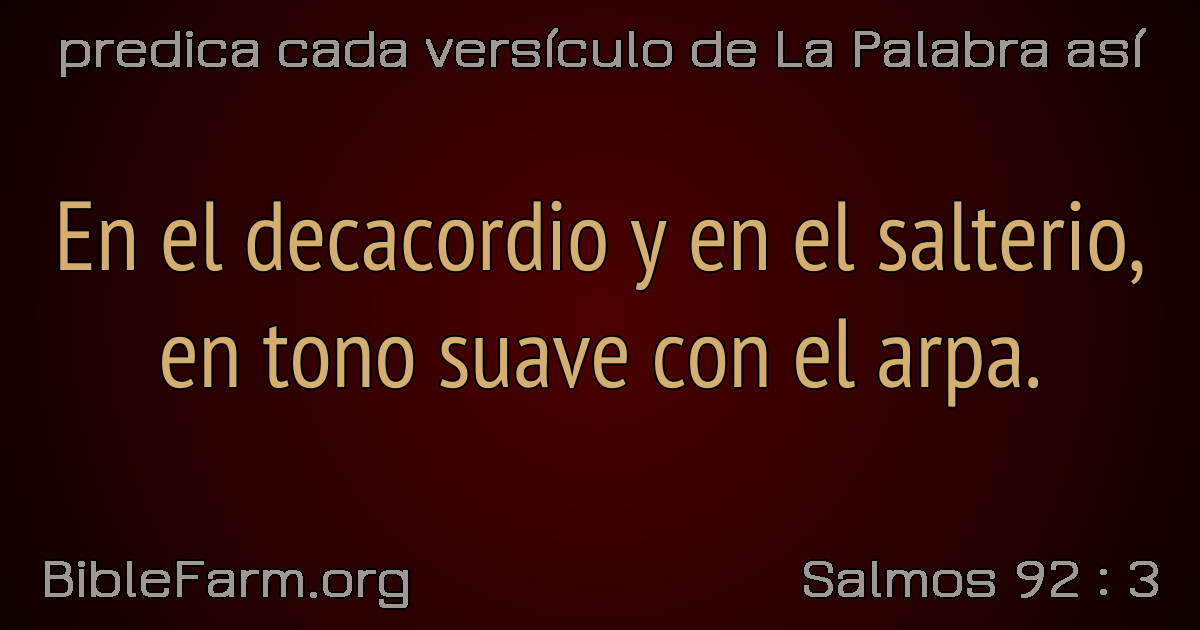 predica cada versículo de La Palabra así
En el decacordio y en el salterio,
en tono suave con el arpa.
BibleFarm.org
Salmos 92 : 3